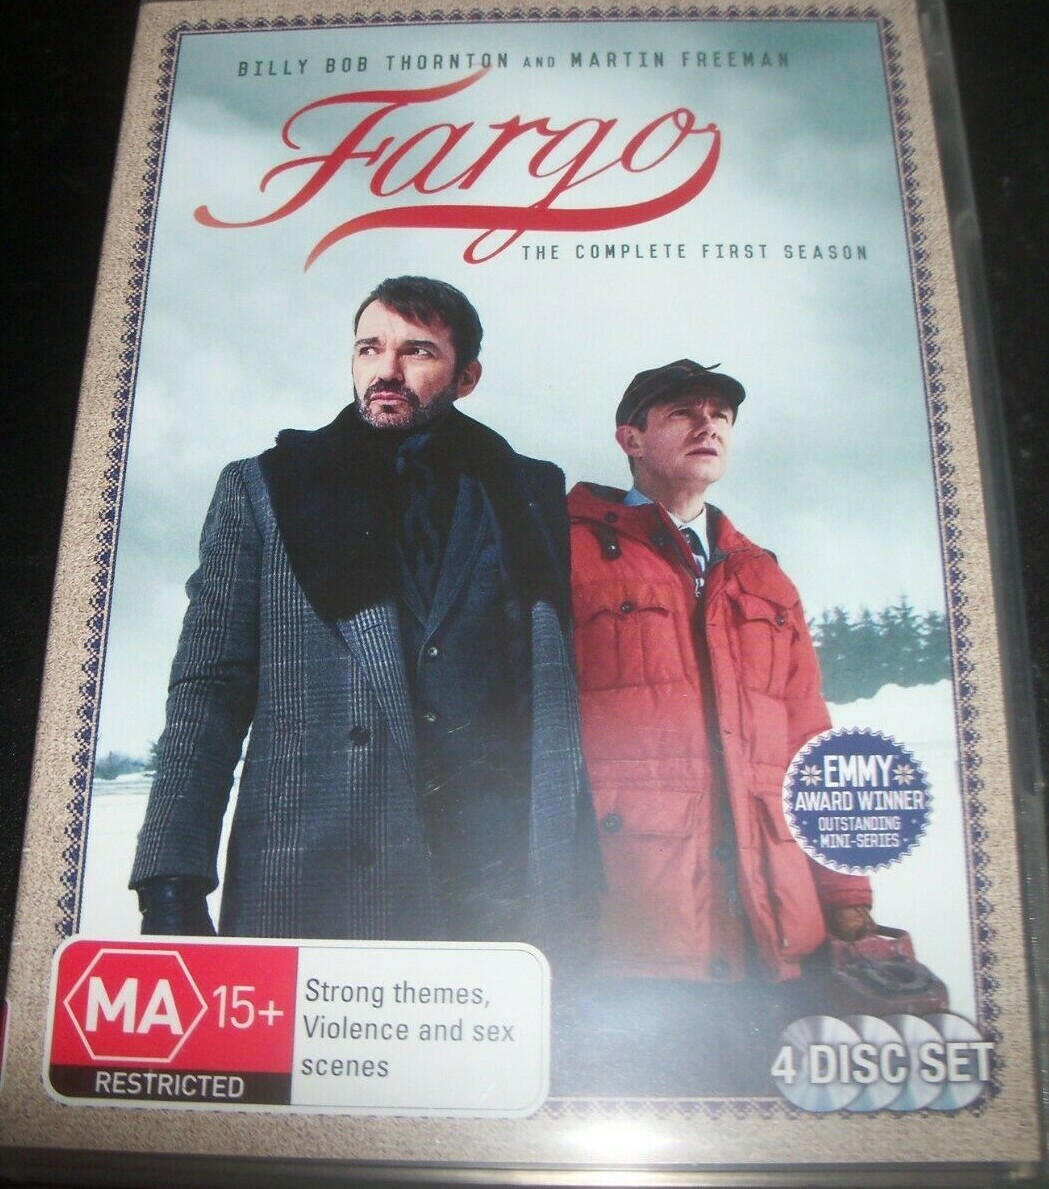 BILLY BOB THORNTON AND MARTIN FREEMAN
Fargo
THE COMPLETE FIRST SEASON
EMMY
AWARD WINNER
OUTSTANDING
MINI-SERIES
MA 15+
RESTRICTED
Strong themes,
Violence and sex
scenes
4 DISC SET